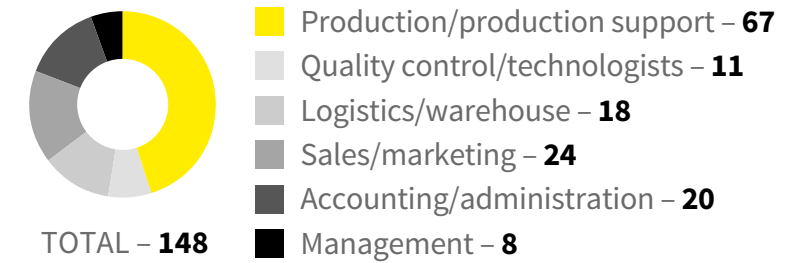 Production/production support – 67
Quality control/technologists – 11
Logistics/warehouse – 18
Sales/marketing – 24
Accounting/administration – 20
Management – 8
TOTAL – 148